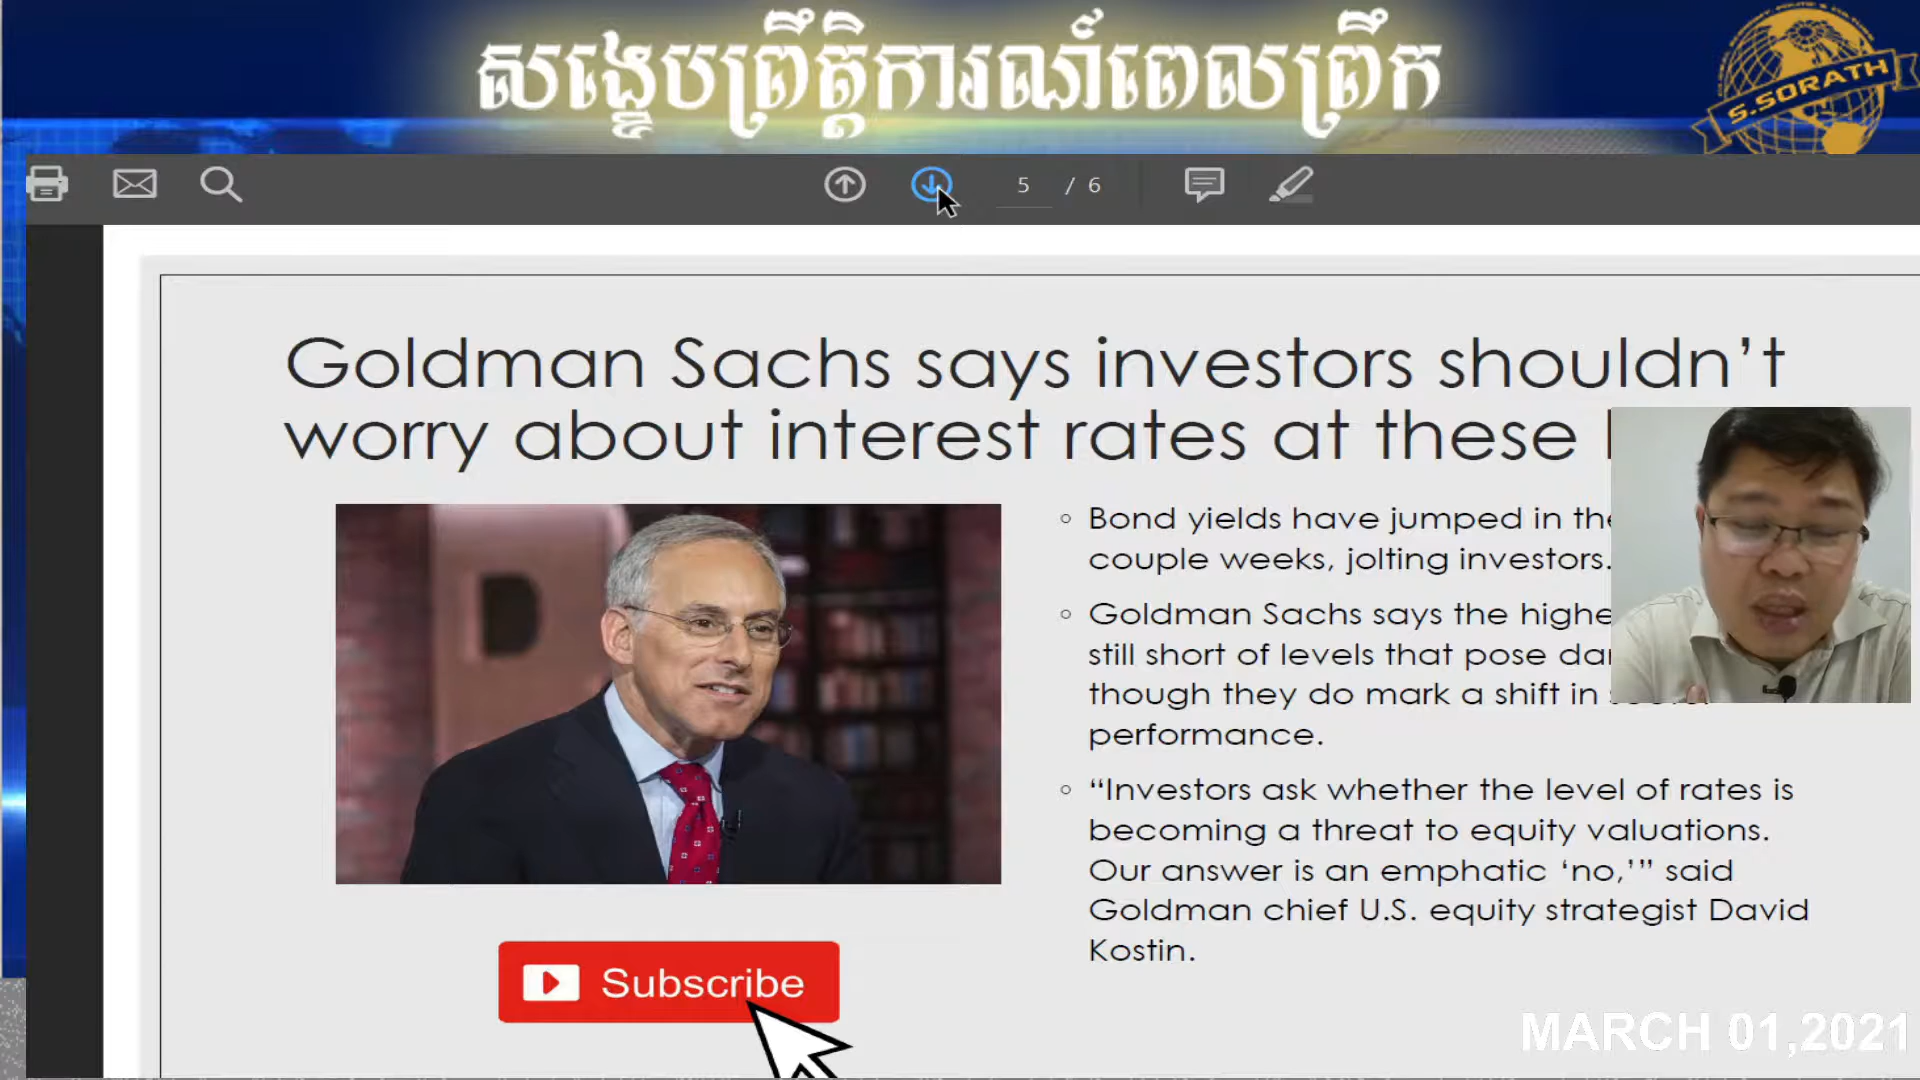 សង្ខេបព្រឹត្តិការណ៍ពេលព្រឹក
S.SORATH
5 / 6
Goldman Sachs says investors shouldn’t
worry about interest rates at these
Bond yields have jumped in the
couple weeks, jolting investors.
Goldman Sachs says the highe
still short of levels that pose
though they do mark a shift in
performance.
“Investors ask whether the level of rates is
becoming a threat to equity valuations.
Our answer is an emphatic ‘no,’” said
Goldman chief U.S. equity strategist David
Kostin.
Subscribe
MARCH 01,2021